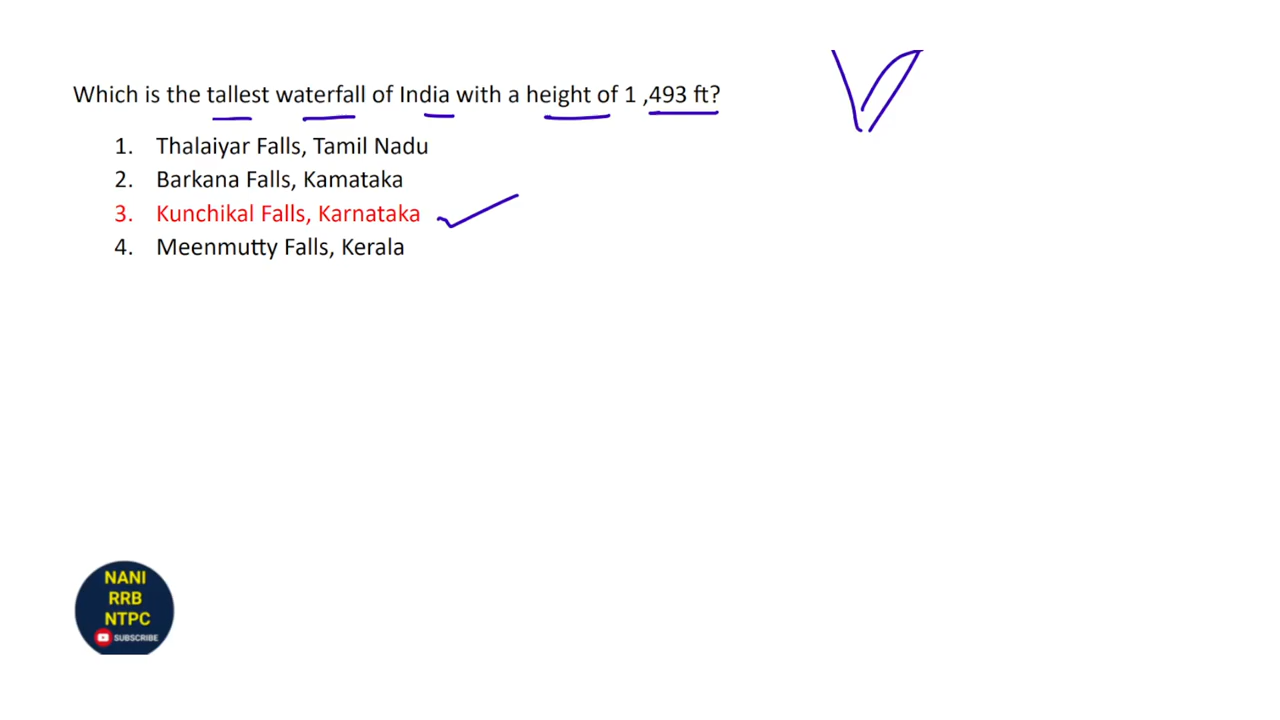 Which is the tallest waterfall of India with a height of 1 ,493 ft?
1. Thalaiyar Falls, Tamil Nadu
2. Barkana Falls, Kamataka
3. Kunchikal Falls, Karnataka
4. Meenmutty Falls, Kerala
NANI
RRB
NTPC
SUBSCRIBE